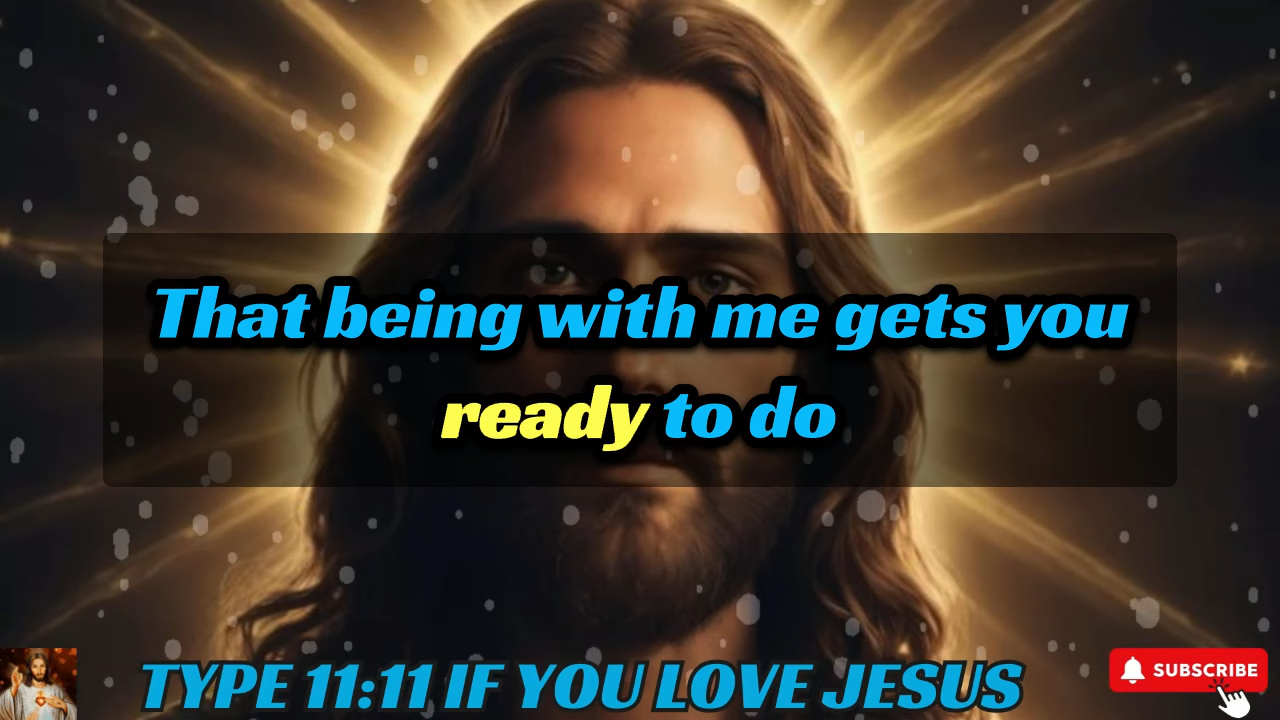 That being with me gets you
ready to do
TYPE 11:11 IF YOU LOVE JESUS
SUBSCRIBE